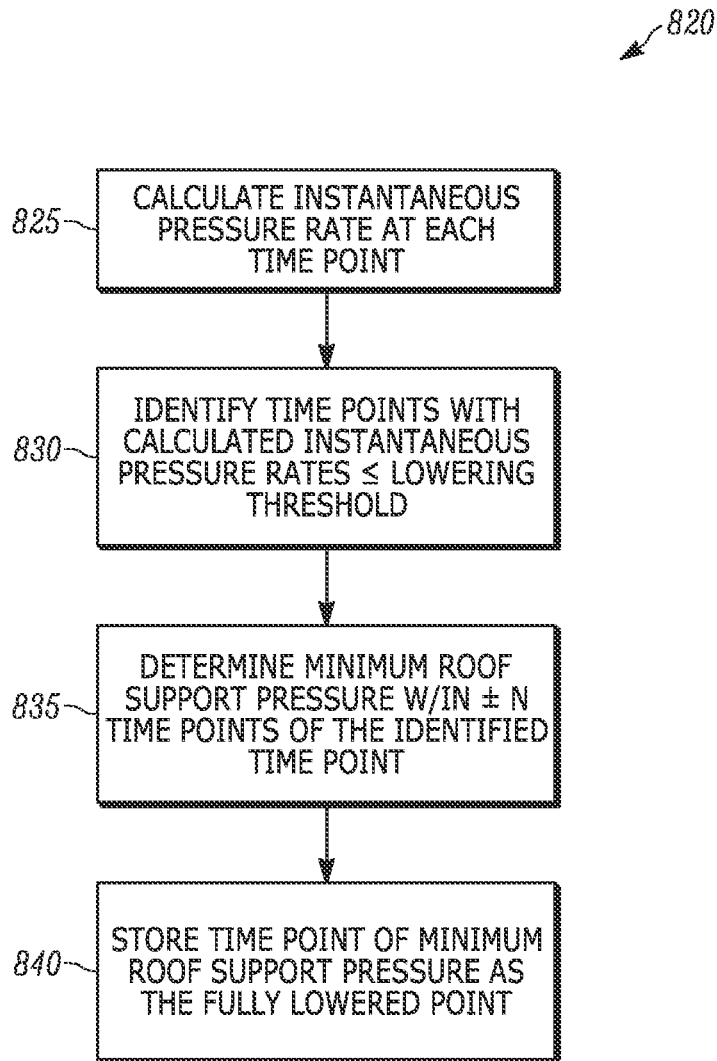 820
825
CALCULATE INSTANTANEOUS
PRESSURE RATE AT EACH
TIME POINT
830
IDENTIFY TIME POINTS WITH
CALCULATED INSTANTANEOUS
PRESSURE RATES ≤ LOWERING
THRESHOLD
835
DETERMINE MINIMUM ROOF
SUPPORT PRESSURE W/IN ± N
TIME POINTS OF THE IDENTIFIED
TIME POINT
840
STORE TIME POINT OF MINIMUM
ROOF SUPPORT PRESSURE AS
THE FULLY LOWERED POINT